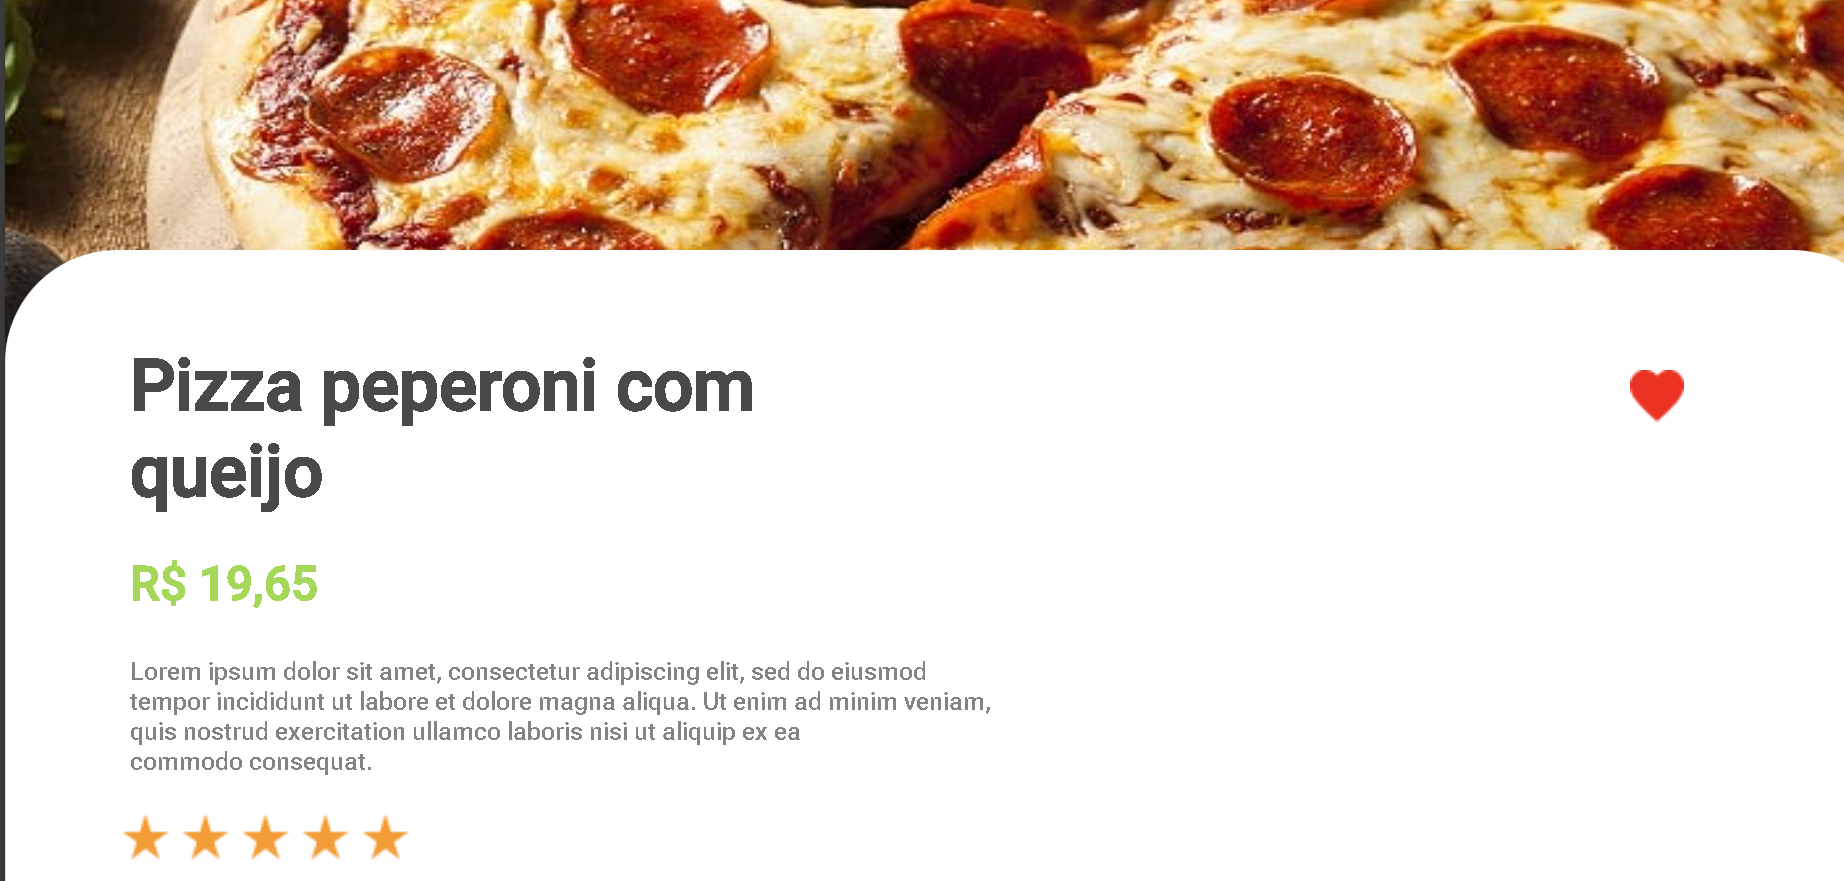 Pizza peperoni com
queijo
R$ 19,65
Lorem ipsum dolor sit amet, consectetur adipiscing elit, sed do eiusmod
tempor incididunt ut labore et dolore magna aliqua. Ut enim ad minim veniam,
quis nostrud exercitation ullamco laboris nisi ut aliquip ex ea
commodo consequat.